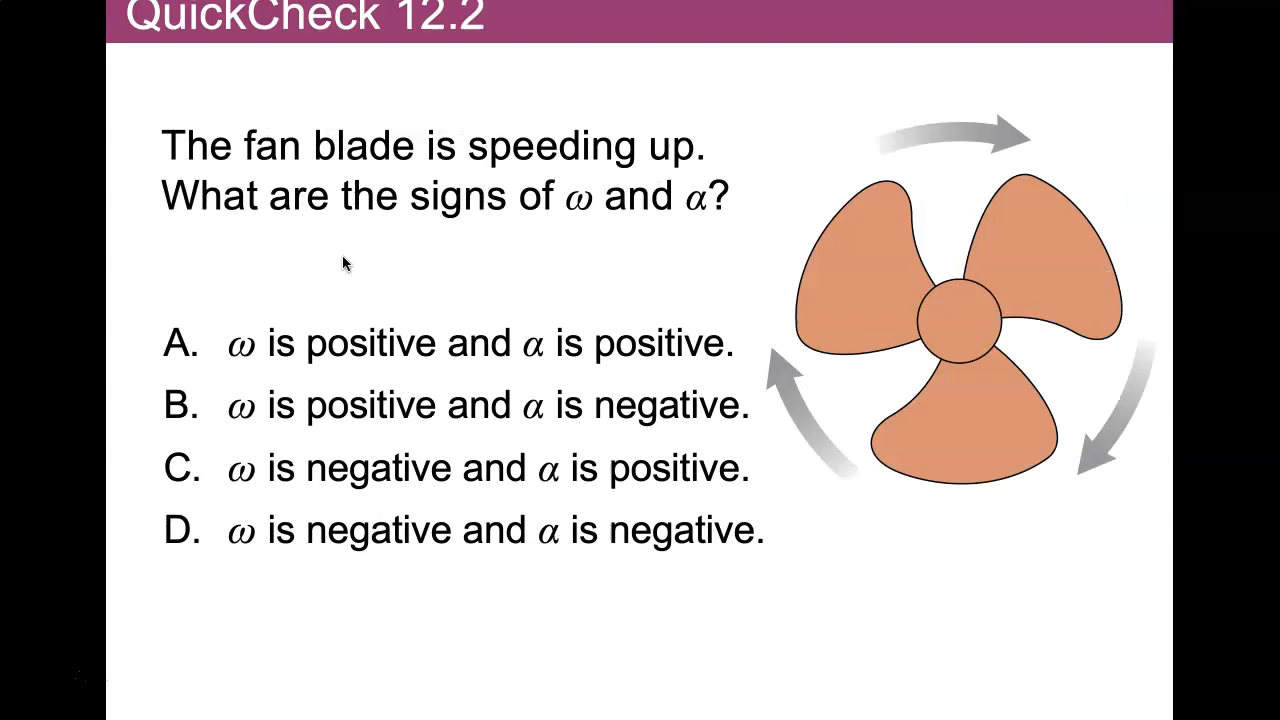 QuickCheck 12.2
The fan blade is speeding up.
What are the signs of ω and α?
A. ω is positive and α is positive.
B. ω is positive and α is negative.
C. ω is negative and α is positive.
D. ω is negative and α is negative.